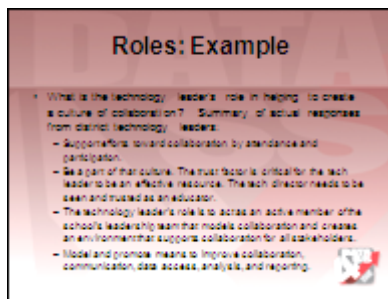 Roles: Example
• What is the technology leader's role in helping to create
a culture of collaboration? Summary of actual responses
from district technology leaders:
– Support efforts toward collaboration by attendance and
participation.
– Be a part of that culture. The trust factor is critical for the tech
leader to be an effective resource. The tech director needs to be
seen and trusted as an educator.
– The technology leader's role is to act as an active member of the
school's leadership team that models collaboration and creates
an environment that supports collaboration for all stakeholders.
– Model and promote means to improve collaboration,
communication, data access, analysis, and reporting.
DATA